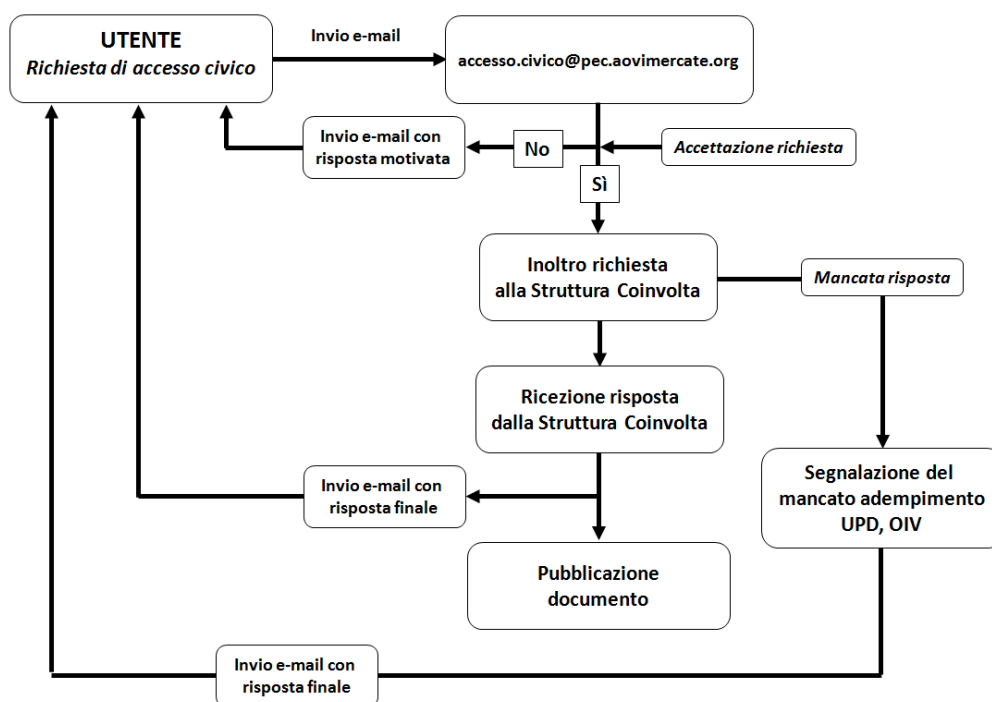 UTENTE
Richiesta di accesso civico
Invio e-mail
accesso.civico@pec.aovimercate.org
Invio e-mail con
risposta motivata
No
Accettazione richiesta
Sì
Inoltro richiesta
alla Struttura Coinvolta
Mancata risposta
Ricezione risposta
dalla Struttura Coinvolta
Invio e-mail con
risposta finale
Segnalazione del
mancato adempimento
UPD, OIV
Pubblicazione
documento
Invio e-mail con
risposta finale